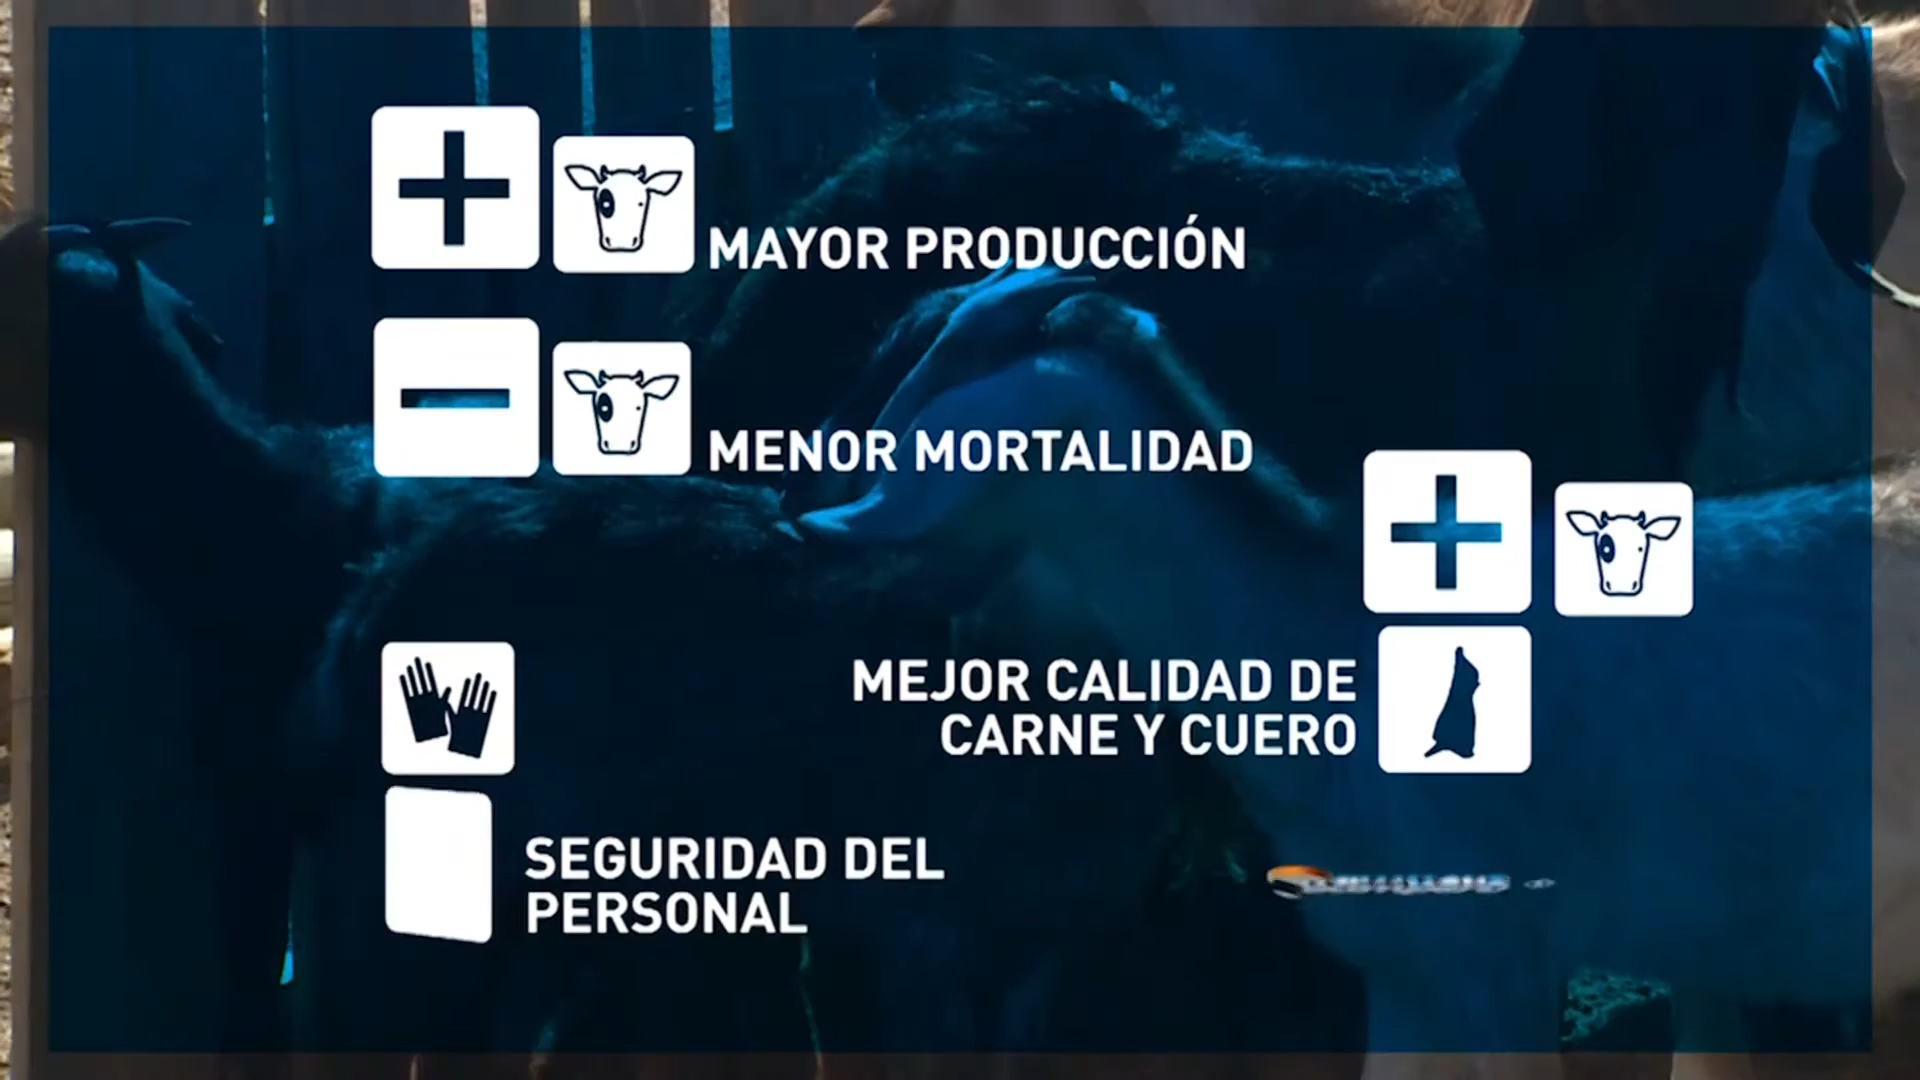 MAYOR PRODUCCIÓN
MENOR MORTALIDAD
MEJOR CALIDAD DE
CARNE Y CUERO
SEGURIDAD DEL
PERSONAL